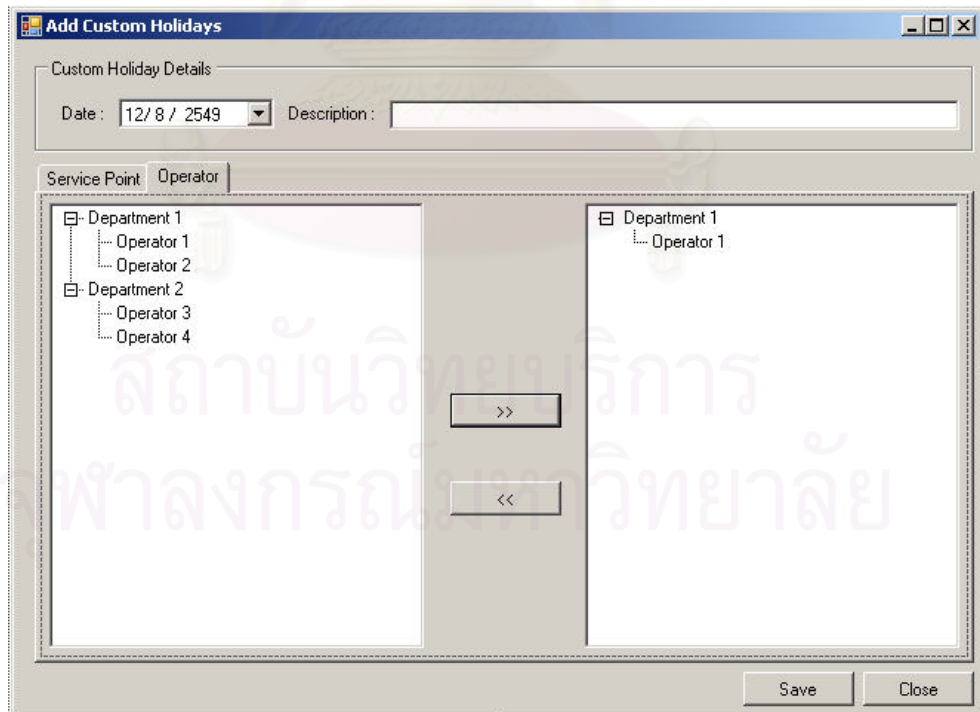 Add Custom Holidays
Custom Holiday Details
Date : 12/ 8 / 2549 Description :
Service Point Operator
Department 1
Operator 1
Operator 2
Department 2
Operator 3
Operator 4
>>
<<
Department 1
Operator 1
Save Close
สถาบันวิทยบริการ
จุฬาลงกรณ์มหาวิทยาลัย